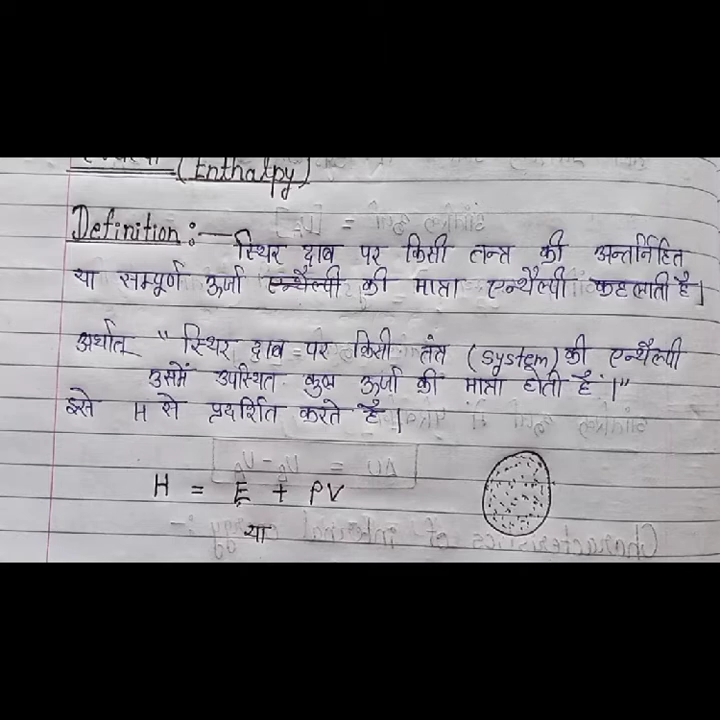 (Enthalpy)
Definition :— स्थिर दाब पर किसी तन्त्र की अन्तर्निहित
या सम्पूर्ण ऊर्जा एन्थैल्पी की मात्रा एन्थैल्पी कहलाती है।
अर्थात् " स्थिर दाब पर किसी तंत्र (system) की एन्थैल्पी
उसमें उपस्थित कुल ऊर्जा की मात्रा होती है ।"
इसे H से प्रदर्शित करते है।
H = E + PV
या